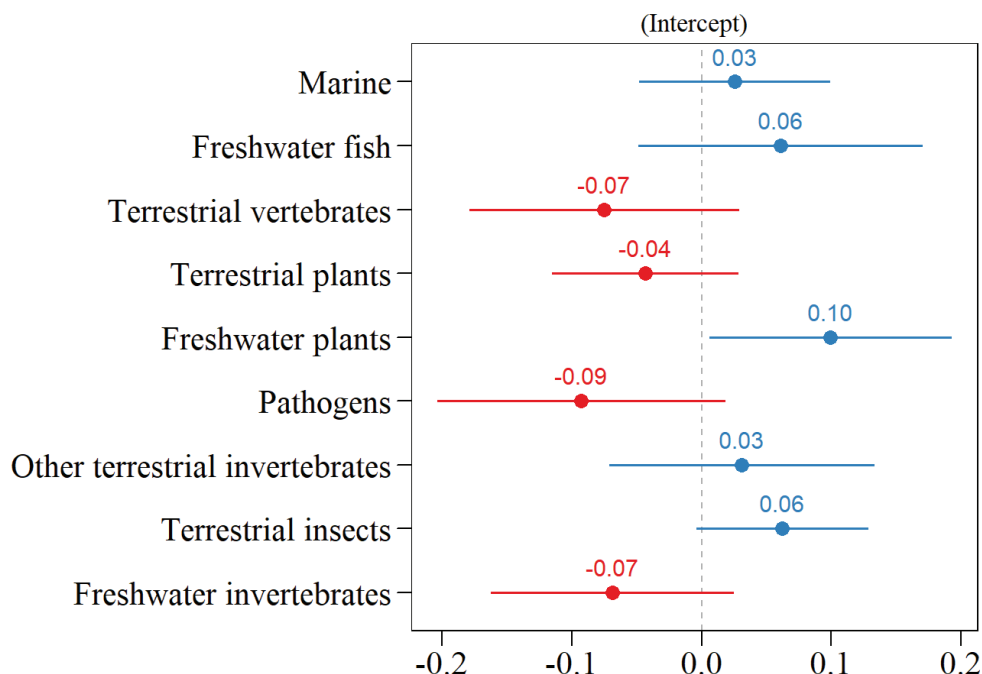 (Intercept)
Marine
0.03
Freshwater fish
0.06
Terrestrial vertebrates
-0.07
Terrestrial plants
-0.04
Freshwater plants
0.10
Pathogens
-0.09
Other terrestrial invertebrates
0.03
Terrestrial insects
0.06
Freshwater invertebrates
-0.07
-0.2 -0.1 0.0 0.1 0.2